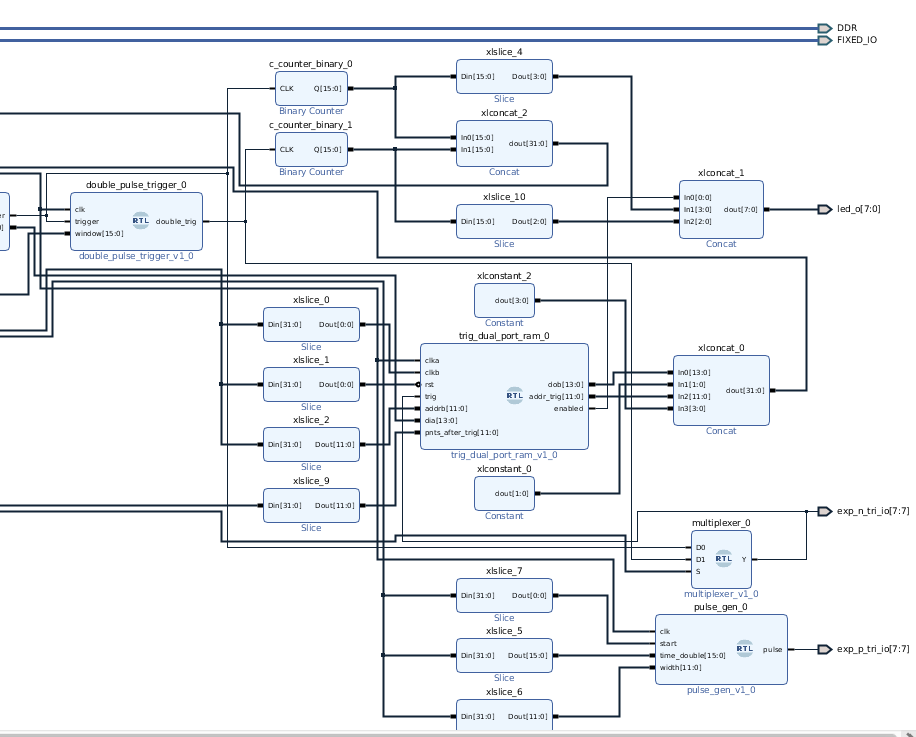 DDR
FIXED_IO
xlslice_4
Din[15:0] Dout[3:0]
Slice
c_counter_binary_0
CLK Q[15:0]
Binary Counter
xlconcat_2
In0[15:0]
In1[15:0]
dout[31:0]
Concat
c_counter_binary_1
CLK Q[15:0]
Binary Counter
xlconcat_1
In0[0:0]
In1[3:0]
In2[2:0]
dout[7:0]
Concat
led_o[7:0]
double_pulse_trigger_0
clk
trigger
window[15:0]
RTL
double_trig
double_pulse_trigger_v1_0
xlslice_10
Din[15:0] Dout[2:0]
Slice
xlconstant_2
dout[3:0]
Constant
xlslice_0
Din[31:0] Dout[0:0]
Slice
trig_dual_port_ram_0
clka
clkb
rst
trig
addrb[11:0]
dia[13:0]
pnts_after_trig[11:0]
RTL
dob[13:0]
addr_trig[11:0]
enabled
trig_dual_port_ram_v1_0
xlconcat_0
In0[13:0]
In1[1:0]
In2[11:0]
In3[3:0]
dout[31:0]
Concat
xlslice_1
Din[31:0] Dout[0:0]
Slice
xlslice_2
Din[31:0] Dout[11:0]
Slice
xlconstant_0
dout[1:0]
Constant
xlslice_9
Din[31:0] Dout[11:0]
Slice
exp_n_tri_io[7:7]
multiplexer_0
D0
D1
S
RTL
Y
multiplexer_v1_0
xlslice_7
Din[31:0] Dout[0:0]
Slice
pulse_gen_0
clk
start
time_double[15:0]
width[11:0]
RTL
pulse
pulse_gen_v1_0
exp_p_tri_io[7:7]
xlslice_5
Din[31:0] Dout[15:0]
Slice
xlslice_6
Din[31:0] Dout[11:0]